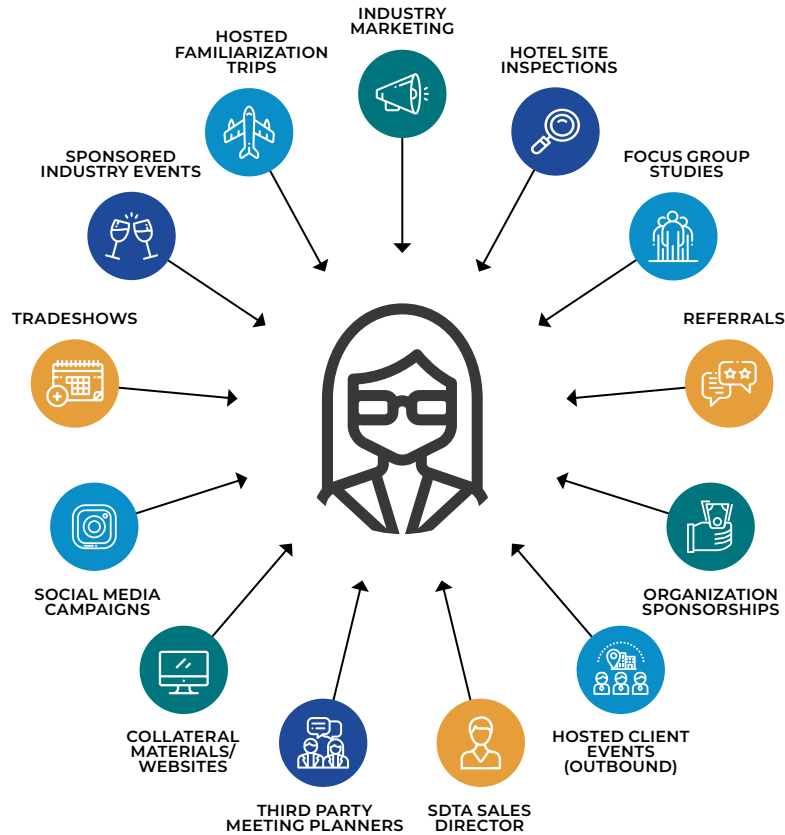 INDUSTRY
MARKETING
HOTEL SITE
INSPECTIONS
FOCUS GROUP
STUDIES
REFERRALS
ORGANIZATION
SPONSORSHIPS
HOSTED CLIENT
EVENTS
(OUTBOUND)
SDTA SALES
DIRECTOR
THIRD PARTY
MEETING PLANNERS
COLLATERAL
MATERIALS/
WEBSITES
SOCIAL MEDIA
CAMPAIGNS
TRADESHOWS
SPONSORED
INDUSTRY EVENTS
HOSTED
FAMILIARIZATION
TRIPS